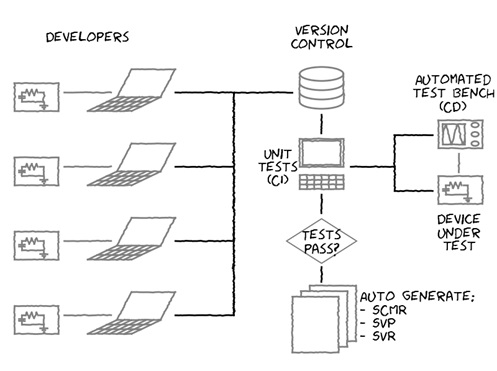 DEVELOPERS
VERSION
CONTROL
AUTOMATED
TEST BENCH
(CD)
UNIT
TESTS
(CI)
DEVICE
UNDER
TEST
TESTS
PASS?
AUTO GENERATE:
- SCMR
- SVP
- SVR